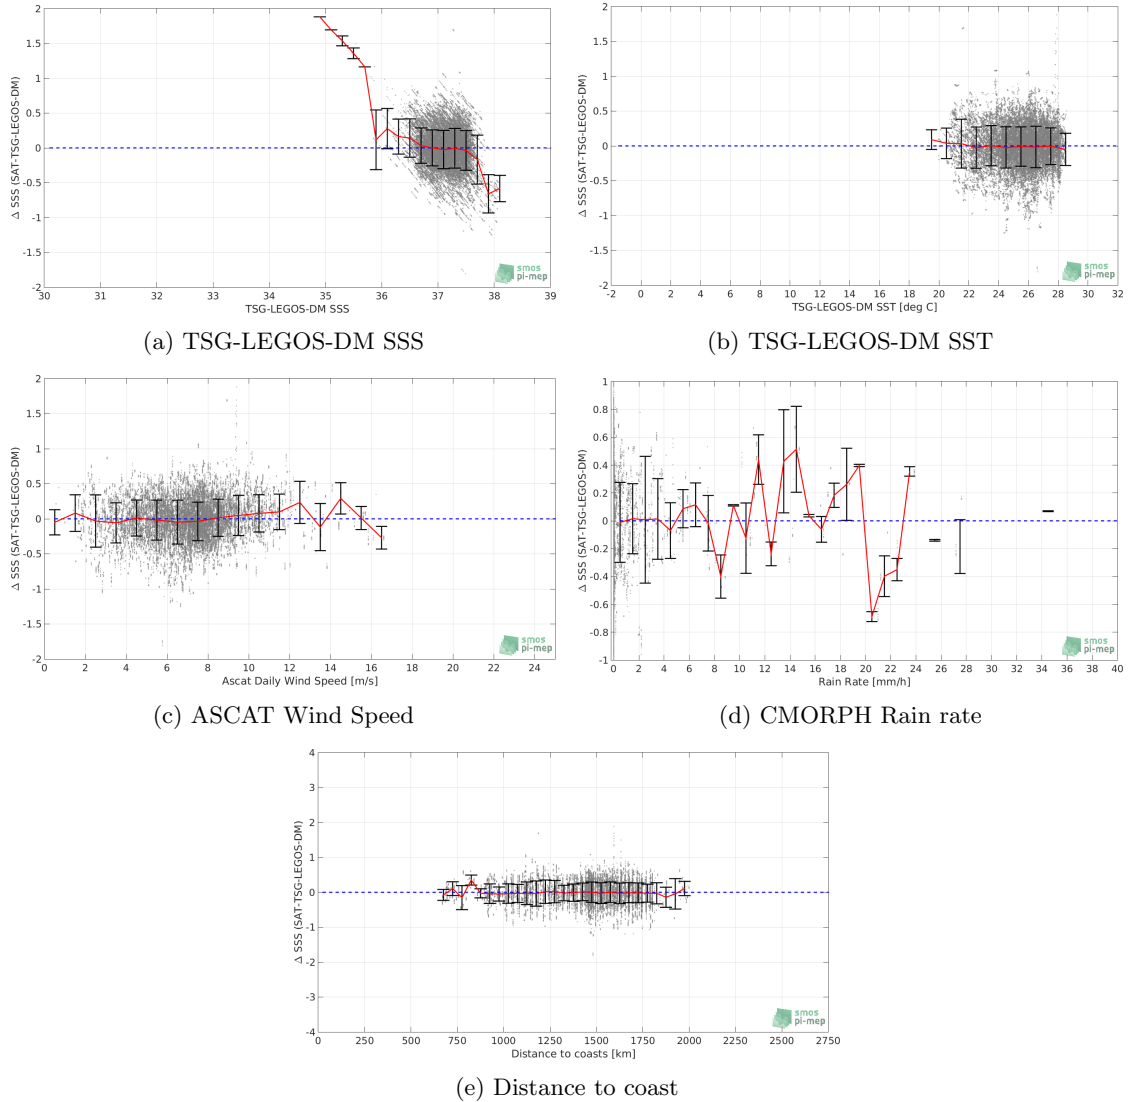 2
1.5
1
0.5
0
-0.5
-1
-1.5
-2
Δ SSS (SAT-TSG-LEGOS-DM)
30 31 32 33 34 35 36 37 38 39
TSG-LEGOS-DM SSS
smos
pi-mep
(a) TSG-LEGOS-DM SSS
2
1.5
1
0.5
0
-0.5
-1
-1.5
-2
Δ SSS (SAT-TSG-LEGOS-DM)
-2 0 2 4 6 8 10 12 14 16 18 20 22 24 26 28 30 32
TSG-LEGOS-DM SST [deg C]
smos
pi-mep
(b) TSG-LEGOS-DM SST
2
1.5
1
0.5
0
-0.5
-1
-1.5
-2
Δ SSS (SAT-TSG-LEGOS-DM)
0 2 4 6 8 10 12 14 16 18 20 22 24
Ascat Daily Wind Speed [m/s]
smos
pi-mep
(c) ASCAT Wind Speed
1
0.8
0.6
0.4
0.2
0
-0.2
-0.4
-0.6
-0.8
-1
Δ SSS (SAT-TSG-LEGOS-DM)
0 2 4 6 8 10 12 14 16 18 20 22 24 26 28 30 32 34 36 38 40
Rain Rate [mm/h]
smos
pi-mep
(d) CMORPH Rain rate
4
3
2
1
0
-1
-2
-3
-4
Δ SSS (SAT-TSG-LEGOS-DM)
0 250 500 750 1000 1250 1500 1750 2000 2250 2500 2750
Distance to coasts [km]
smos
pi-mep
(e) Distance to coast